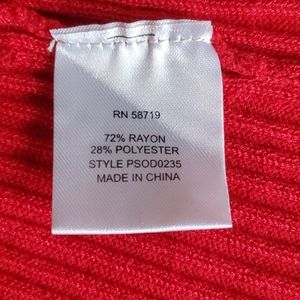 RN 58719
72% RAYON
28% POLYESTER
STYLE PSOD0235
MADE IN CHINA